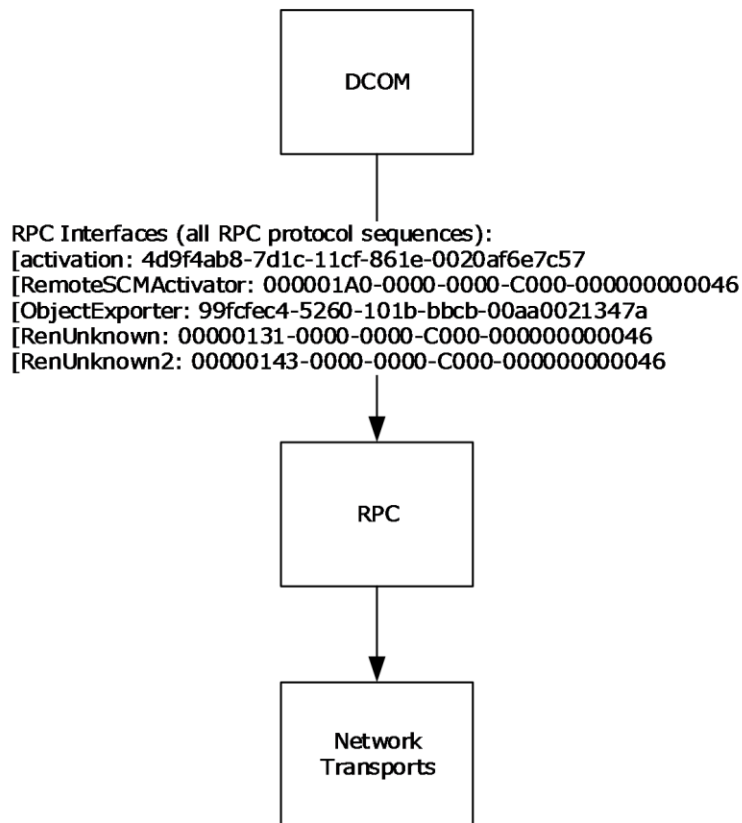 DCOM
RPC Interfaces (all RPC protocol sequences):
[activation: 4d9f4ab8-7d1c-11cf-861e-0020af6e7c57
[RemoteSCMActivator: 000001A0-0000-0000-C000-000000000046
[ObjectExporter: 99fcfec4-5260-101b-bbcb-00aa0021347a
[RenUnknown: 00000131-0000-0000-C000-000000000046
[RenUnknown2: 00000143-0000-0000-C000-000000000046
RPC
Network
Transports